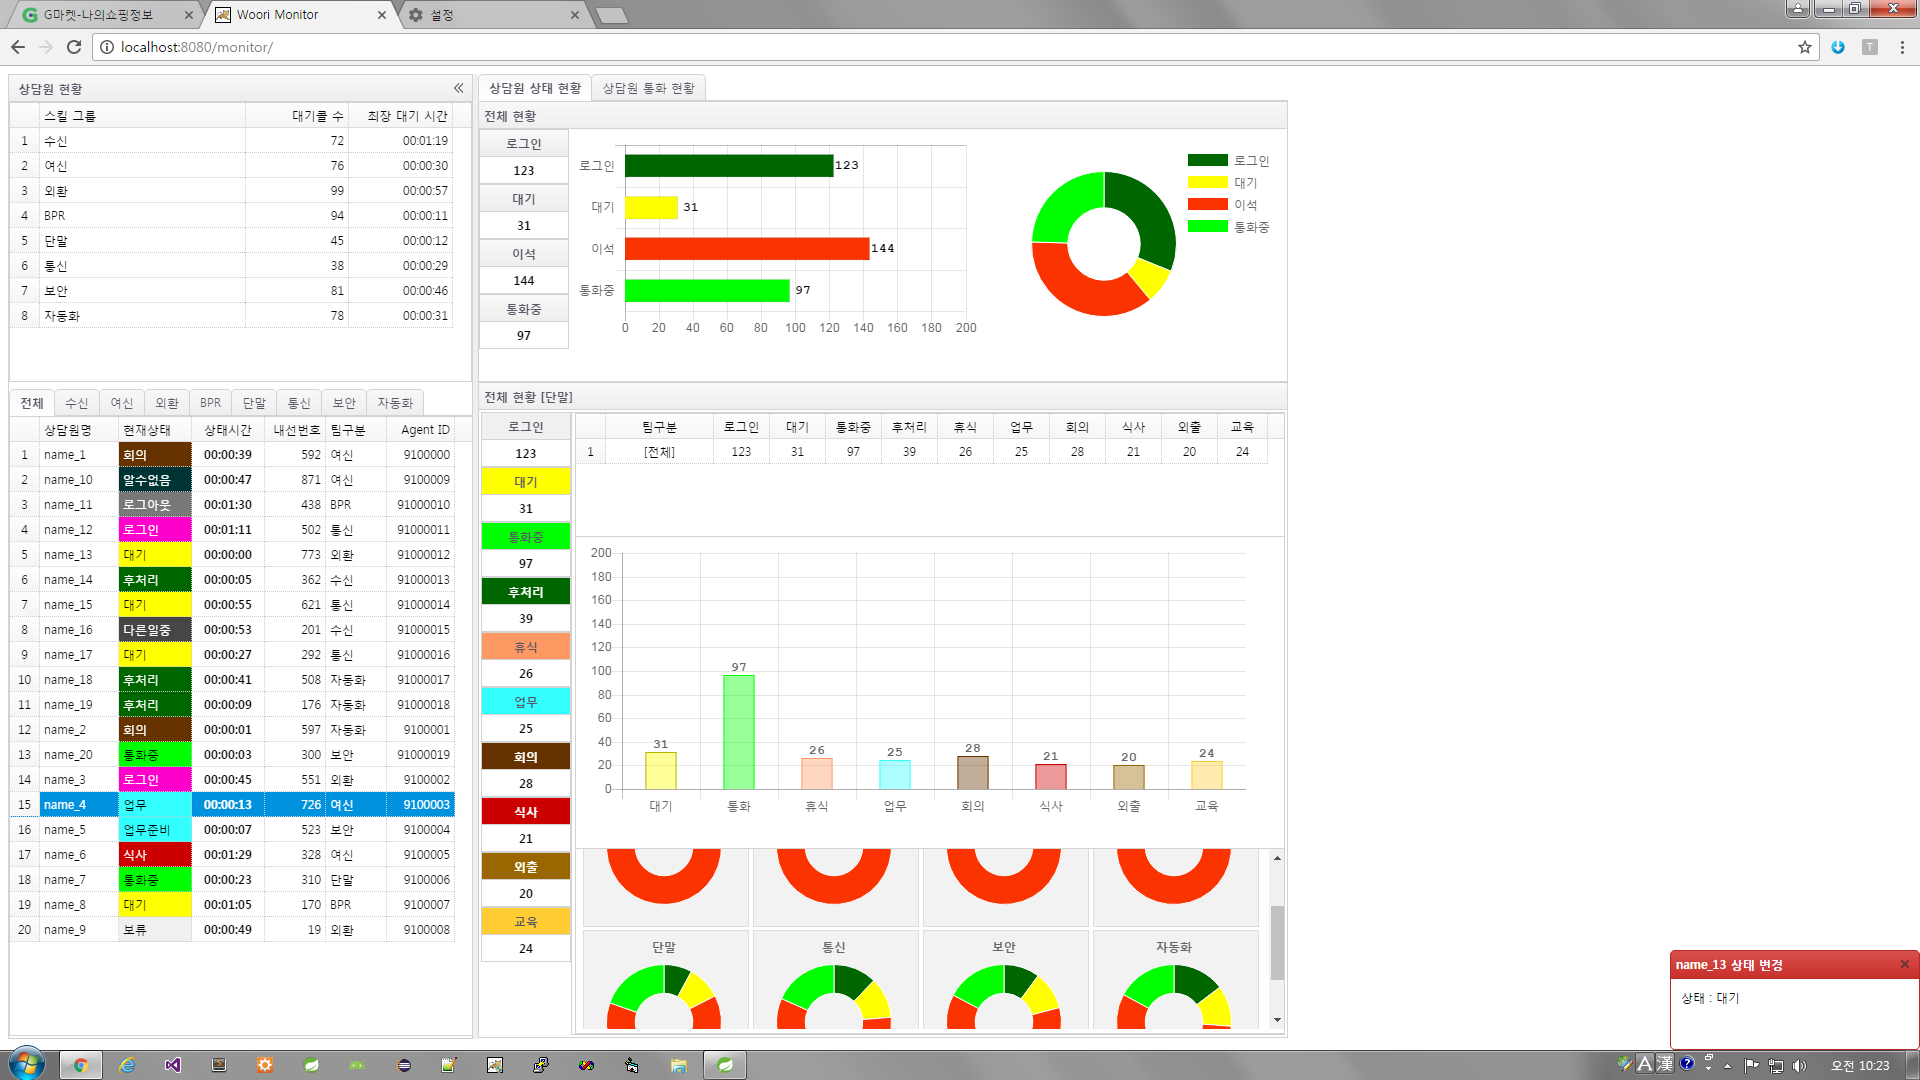 G마켓-나의쇼핑정보
Woori Monitor
설정
localhost:8080/monitor/
T
상담원 현황
스킬 그룹 대기콜 수 최장 대기 시간
1 수신 72 00:01:19
2 여신 76 00:00:30
3 외환 99 00:00:57
4 BPR 94 00:00:11
5 단말 45 00:00:12
6 통신 38 00:00:29
7 보안 81 00:00:46
8 자동화 78 00:00:31
전체 수신 여신 외환 BPR 단말 통신 보안 자동화
상담원명 현재상태 상태시간 내선번호 팀구분 Agent ID
1 name_1 회의 00:00:39 592 여신 9100000
2 name_10 알수없음 00:00:47 871 여신 9100009
3 name_11 로그아웃 00:01:30 438 BPR 91000010
4 name_12 로그인 00:01:11 502 통신 91000011
5 name_13 대기 00:00:00 773 외환 91000012
6 name_14 후처리 00:00:05 362 수신 91000013
7 name_15 대기 00:00:55 621 통신 91000014
8 name_16 다른일중 00:00:53 201 수신 91000015
9 name_17 대기 00:00:27 292 통신 91000016
10 name_18 후처리 00:00:41 508 자동화 91000017
11 name_19 후처리 00:00:09 176 자동화 91000018
12 name_2 회의 00:00:01 597 자동화 9100001
13 name_20 통화중 00:00:03 300 보안 91000019
14 name_3 로그인 00:00:45 551 외환 9100002
15 name_4 업무 00:00:13 726 여신 9100003
16 name_5 업무준비 00:00:07 523 보안 9100004
17 name_6 식사 00:01:29 328 여신 9100005
18 name_7 통화중 00:00:23 310 단말 9100006
19 name_8 대기 00:01:05 170 BPR 9100007
20 name_9 보류 00:00:49 19 외환 9100008
상담원 상태 현황 상담원 통화 현황
전체 현황
로그인
123
대기
31
이석
144
통화중
97
로그인 123
대기 31
이석 144
통화중 97
0 20 40 60 80 100 120 140 160 180 200
로그인
대기
이석
통화중
전체 현황 [단말]
로그인
123
대기
31
통화중
97
후처리
39
휴식
26
업무
25
회의
28
식사
21
외출
20
교육
24
팀구분 로그인 대기 통화중 후처리 휴식 업무 회의 식사 외출 교육
1 [전체] 123 31 97 39 26 25 28 21 20 24
200
180
160
140
120
100
80
60
40
20
0
31 97 26 25 28 21 20 24
대기 통화 휴식 업무 회의 식사 외출 교육
단말 통신 보안 자동화
name_13 상태 변경
상태 : 대기
A 漢
오전 10:23